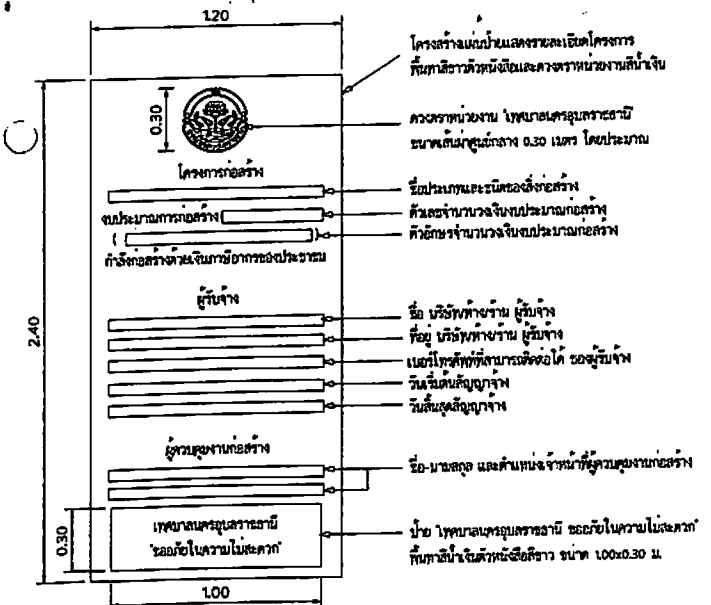 1.20
โครงสร้างแผ่นป้ายแสดงรายละเอียดโครงการ
พื้นทาสีขาวตัวหนังสือและดวงตราหน่วยงานสีน้ำเงิน
0.30
ดวงตราหน่วยงาน "เทศบาลนครอุบลราชธานี"
ขนาดเส้นผ่าศูนย์กลาง 0.30 เมตร โดยประมาณ
โครงการก่อสร้าง
ชื่อประเภทและชนิดของสิ่งก่อสร้าง
งบประมาณการก่อสร้าง
ตัวเลขจำนวนวงเงินงบประมาณก่อสร้าง
( )
ตัวอักษรจำนวนวงเงินงบประมาณก่อสร้าง
กำลังก่อสร้างด้วยเงินภาษีอากรของประชาชน
2.40
ผู้รับจ้าง
ชื่อ บริษัทห้างร้าน ผู้รับจ้าง
ที่อยู่ บริษัทห้างร้าน ผู้รับจ้าง
เบอร์โทรศัพท์ที่สามารถติดต่อได้ ของผู้รับจ้าง
วันเริ่มต้นสัญญาจ้าง
วันสิ้นสุดสัญญาจ้าง
ผู้ควบคุมงานก่อสร้าง
ชื่อ-นามสกุล และตำแหน่งเจ้าหน้าที่ผู้ควบคุมงานก่อสร้าง
0.30
เทศบาลนครอุบลราชธานี
"ขออภัยในความไม่สะดวก"
ป้าย "เทศบาลนครอุบลราชธานี ขออภัยในความไม่สะดวก"
พื้นทาสีน้ำเงินตัวหนังสือสีขาว ขนาด 1.00x0.30 ม.
1.00